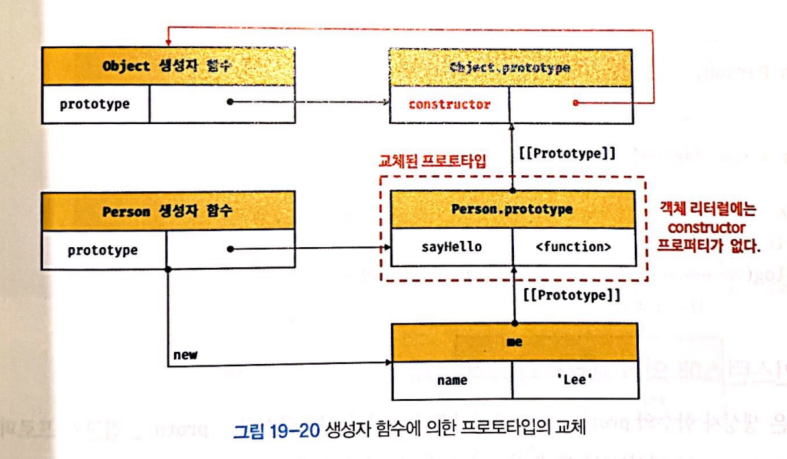 Object 생성자 함수
Object.prototype
prototype
constructor
[[Prototype]]
교체된 프로토타입
Person 생성자 함수
Person.prototype
객체 리터럴에는
constructor
프로퍼티가 없다.
prototype
sayHello
<function>
[[Prototype]]
new
me
name
'Lee'
그림 19-20 생성자 함수에 의한 프로토타입의 교체